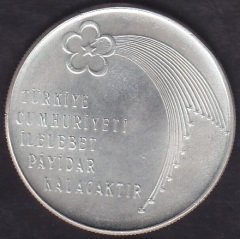 TÜRKİYE
CUMHURİYETİ
İLELEBET
PAYİDAR
KALACAKTIR